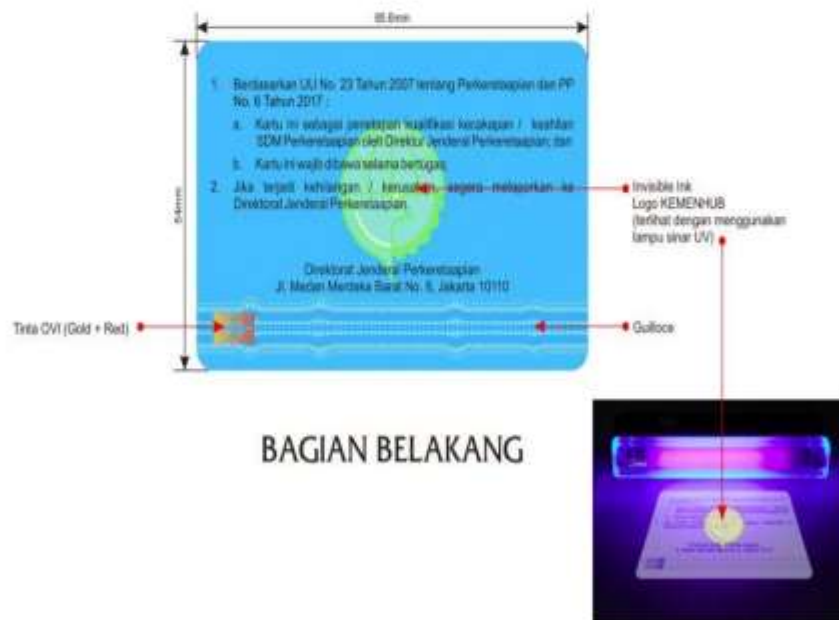 85.6mm
54mm
1. Berdasarkan UU No. 23 Tahun 2007 tentang Perkeretaapian dan PP
No. 6 Tahun 2017 :
a. Kartu ini sebagai penetapan kualifikasi kecakapan / keahlian
SDM Perkeretaapian oleh Direktur Jenderal Perkeretaapian; dan
b. Kartu ini wajib dibawa selama bertugas;
2. Jika terjadi kehilangan / kerusakan, segera melaporkan ke
Direktorat Jenderal Perkeretaapian.
Direktorat Jenderal Perkeretaapian
Jl. Medan Merdeka Barat No. 8, Jakarta 10110
Invisible Ink
Logo KEMENHUB
(terlihat dengan menggunakan
lampu sinar UV)
Tinta OVI (Gold + Red)
Guilloce
BAGIAN BELAKANG